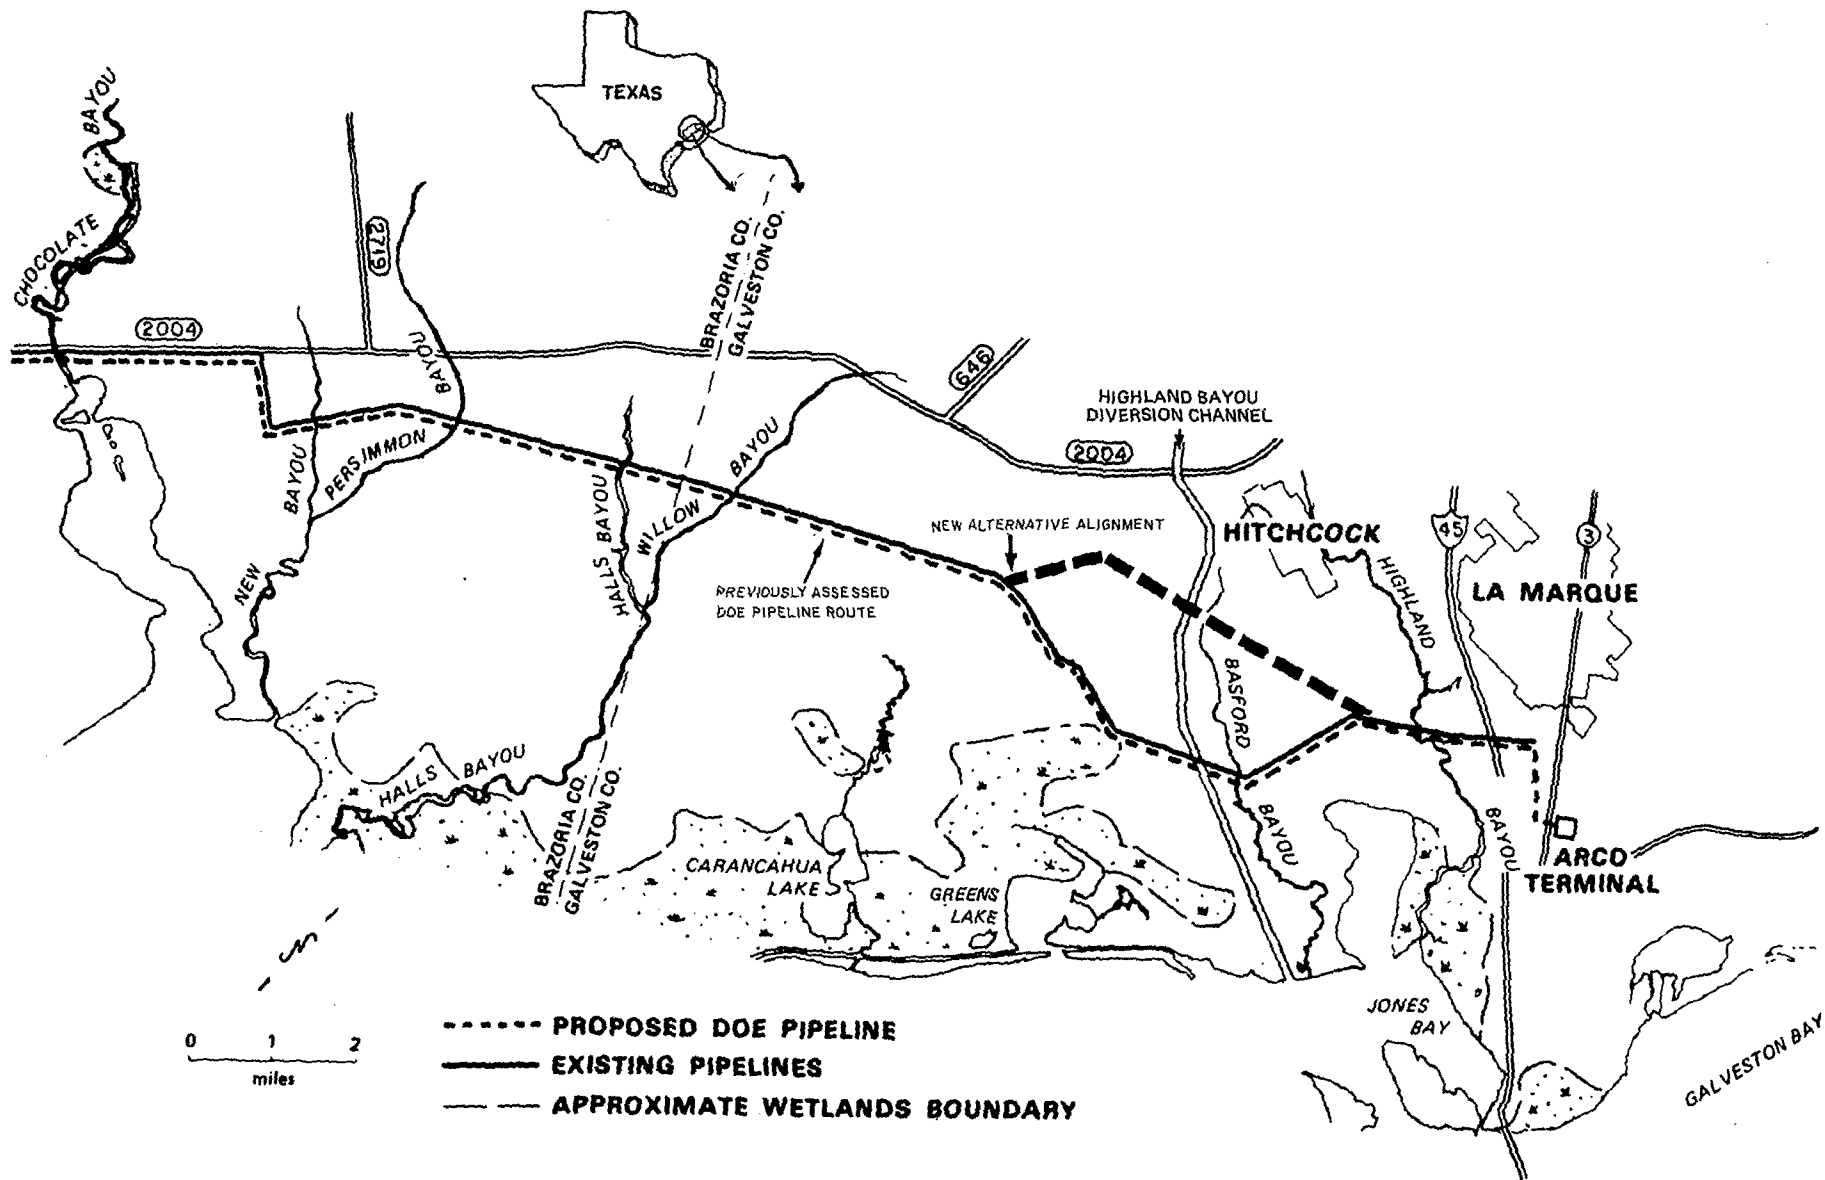 TEXAS
BAYOU
CHOCOLATE
2719
2004
BRAZORIA CO.
GALVESTON CO.
BAYOU
646
HIGHLAND BAYOU
DIVERSION CHANNEL
2004
BAYOU
PERSIMMON
BAYOU
NEW
HALLS BAYOU
WILLOW
BAYOU
NEW ALTERNATIVE ALIGNMENT
HITCHCOCK
45
3
LA MARQUE
PREVIOUSLY ASSESSED
DOE PIPELINE ROUTE
HIGHLAND
BASFORD
HALLS BAYOU
BRAZORIA CO.
GALVESTON CO.
BAYOU
BAYOU
ARCO
TERMINAL
CARANCAHUA
LAKE
GREENS
LAKE
N
JONES
BAY
GALVESTON BAY
0 1 2
miles
PROPOSED DOE PIPELINE
EXISTING PIPELINES
APPROXIMATE WETLANDS BOUNDARY